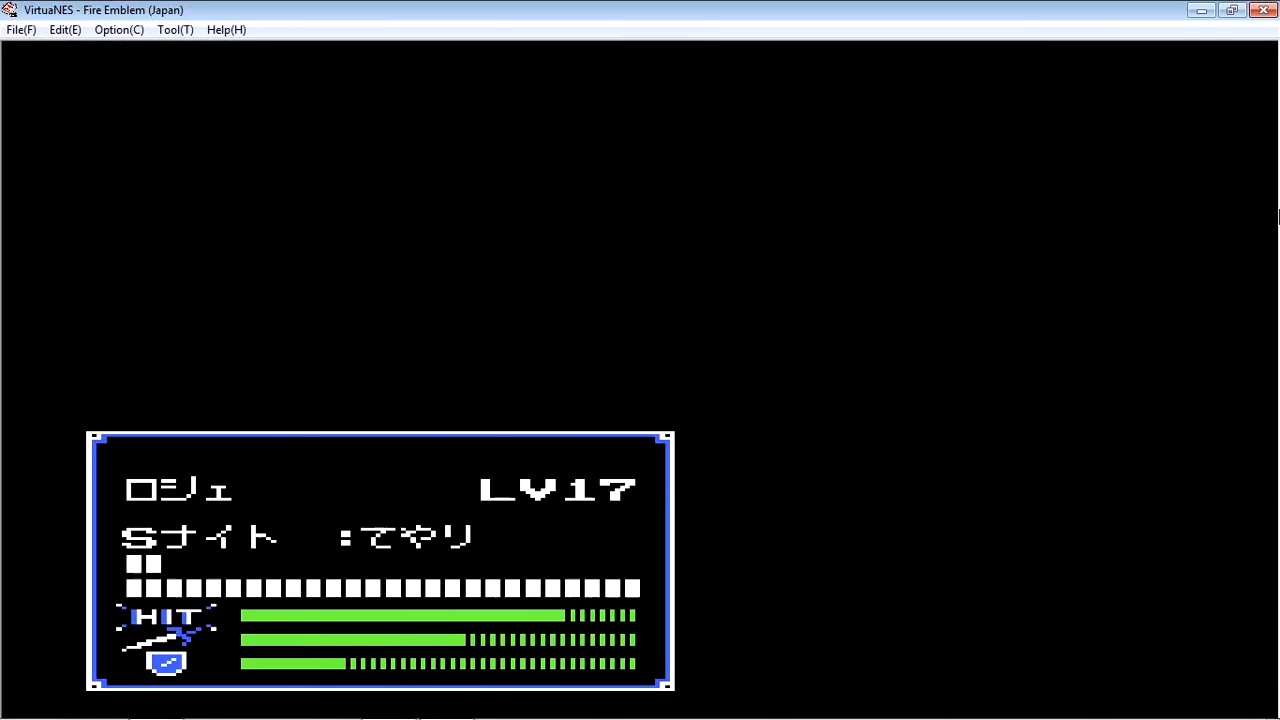 VirtuaNES - Fire Emblem (Japan)
File(F) Edit(E) Option(C) Tool(T) Help(H)
ロジェ LV17
Sナイト :てやり
HIT